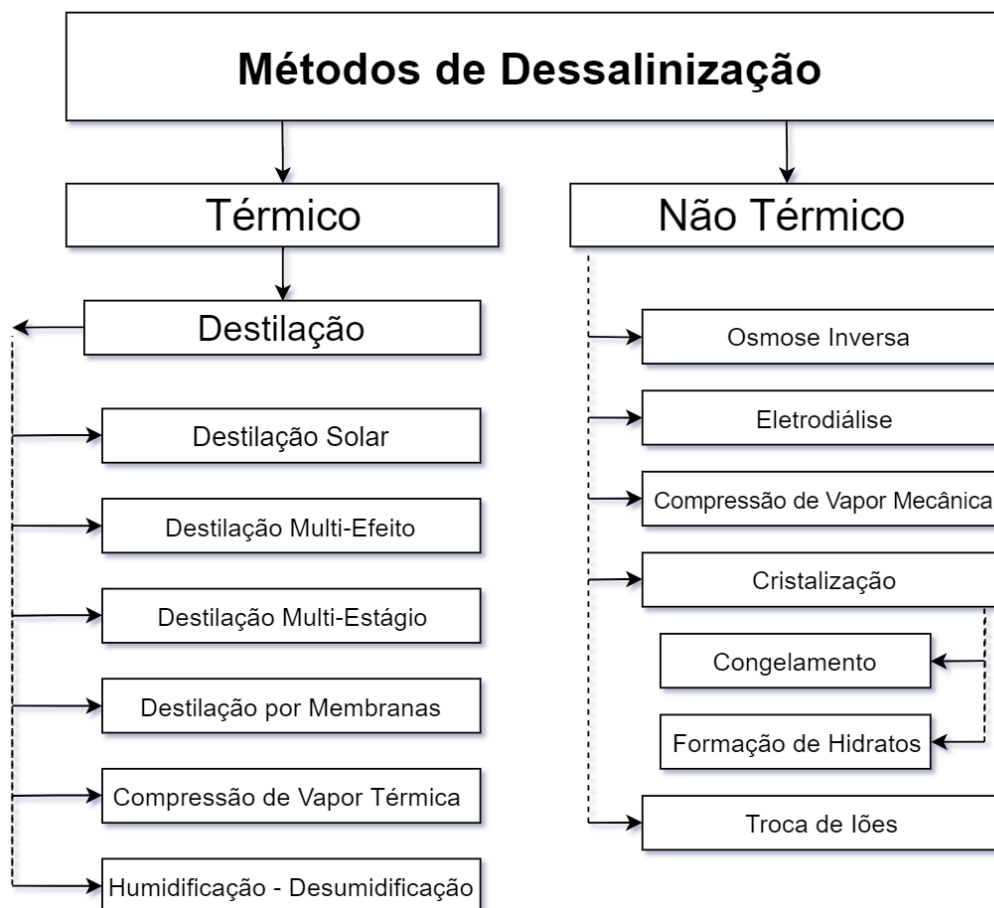 Métodos de Dessalinização
Térmico
Destilação
Destilação Solar
Destilação Multi-Efeito
Destilação Multi-Estágio
Destilação por Membranas
Compressão de Vapor Térmica
Humidificação - Desumidificação
Não Térmico
Osmose Inversa
Eletrodiálise
Compressão de Vapor Mecânica
Cristalização
Congelamento
Formação de Hidratos
Troca de Iões